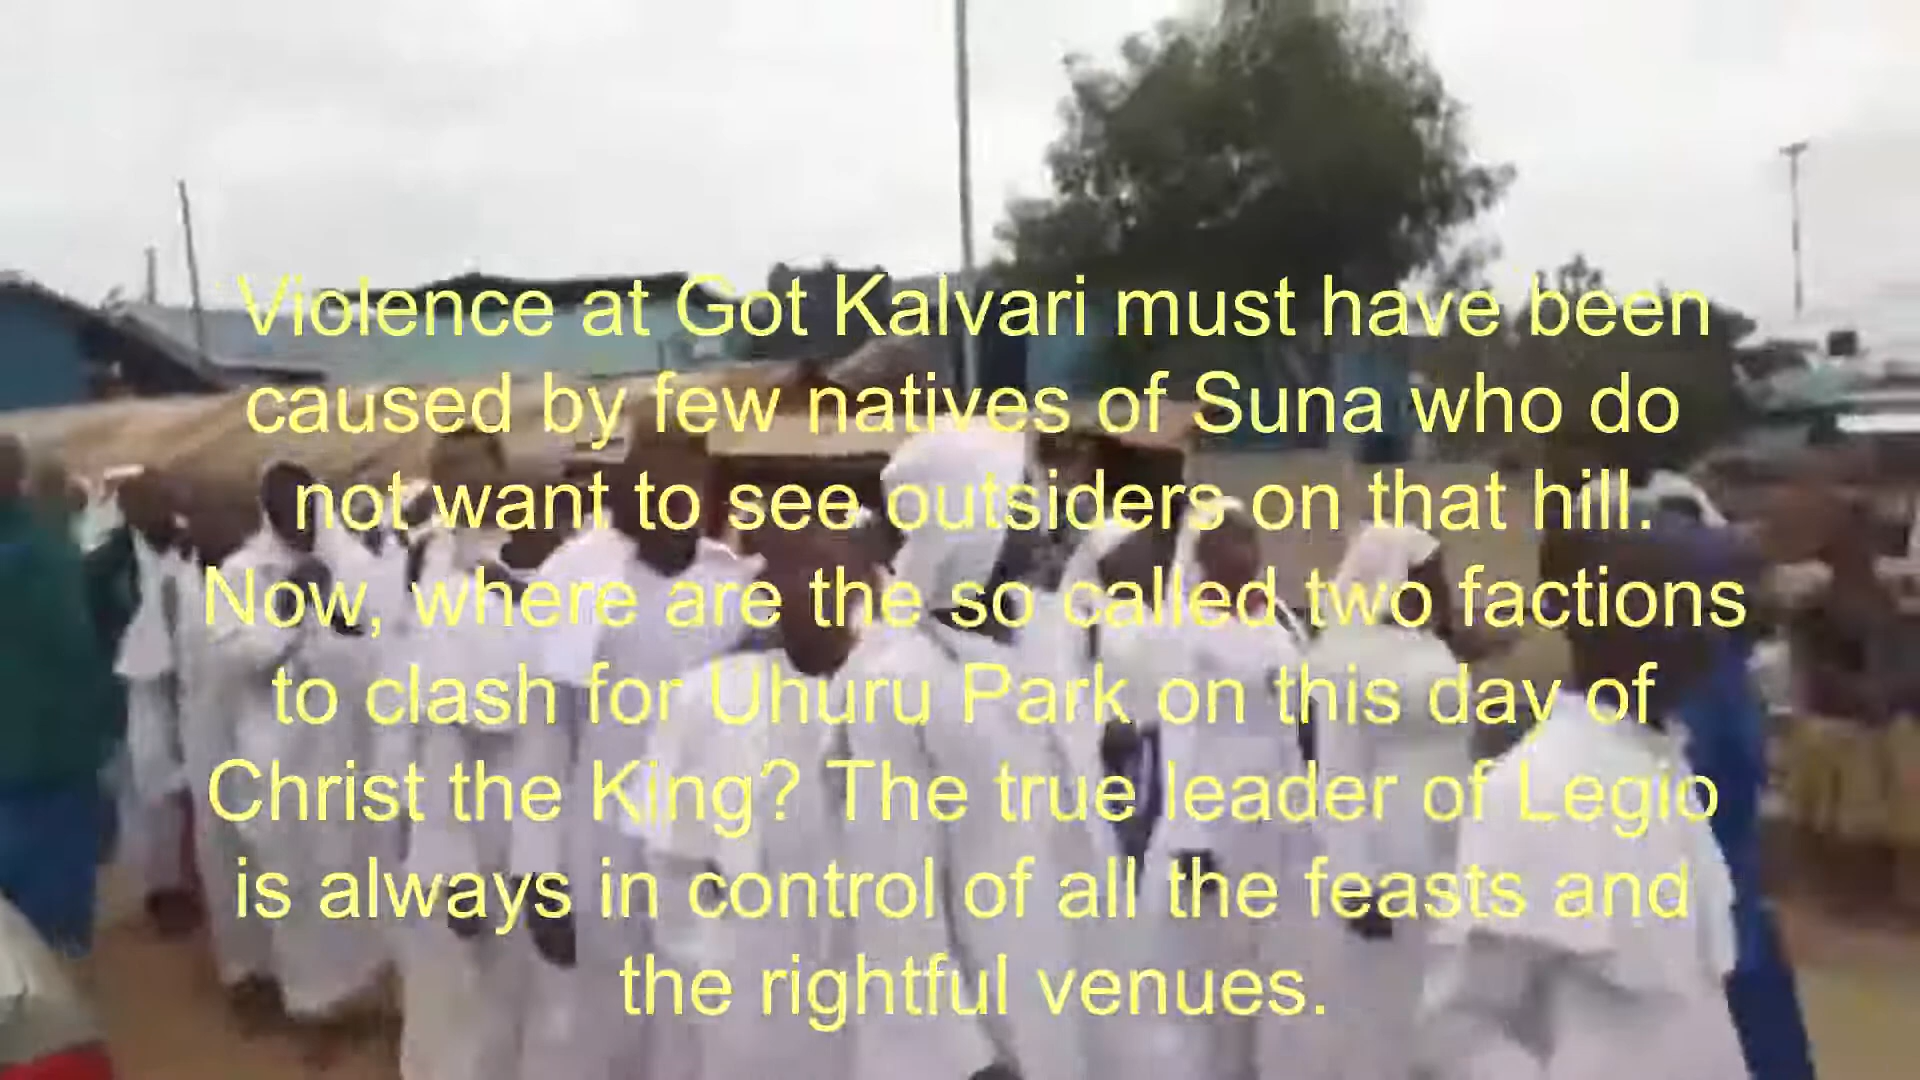 Violence at Got Kalvari must have been
caused by few natives of Suna who do
not want to see outsiders on that hill.
Now, where are the so called two factions
to clash for Uhuru Park on this day of
Christ the King? The true leader of Legio
is always in control of all the feasts and
the rightful venues.